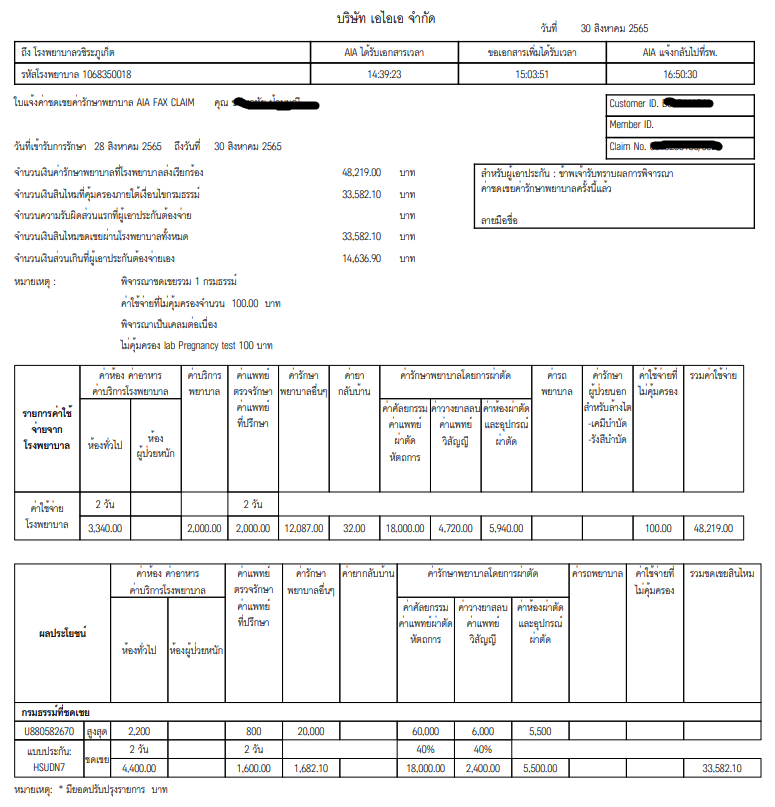 บริษัท เอไอเอ จำกัด
วันที่ 30 สิงหาคม 2565
ถึง โรงพยาบาลวชิระภูเก็ต AIA ได้รับเอกสารเวลา ขอเอกสารเพิ่มได้รับเวลา AIA แจ้งกลับไปที่รพ.
รหัสโรงพยาบาล 1068350018 14:39:23 15:03:51 16:50:30
ใบแจ้งค่าชดเชยค่ารักษาพยาบาล AIA FAX CLAIM คุณ
Customer ID.
Member ID.
Claim No.
วันที่เข้ารับการรักษา 28 สิงหาคม 2565 ถึงวันที่ 30 สิงหาคม 2565
จำนวนเงินค่ารักษาพยาบาลที่โรงพยาบาลส่งเรียกร้อง 48,219.00 บาท
จำนวนเงินสินไหมที่คุ้มครองภายใต้เงื่อนไขกรมธรรม์ 33,582.10 บาท
จำนวนความรับผิดส่วนแรกที่ผู้เอาประกันต้องจ่าย บาท
จำนวนเงินสินไหมชดเชยผ่านโรงพยาบาลทั้งหมด 33,582.10 บาท
จำนวนเงินส่วนเกินที่ผู้เอาประกันต้องจ่ายเอง 14,636.90 บาท
สำหรับผู้เอาประกัน : ข้าพเจ้ารับทราบผลการพิจารณา
ค่าชดเชยค่ารักษาพยาบาลครั้งนี้แล้ว
ลายมือชื่อ
หมายเหตุ : พิจารณาชดเชยรวม 1 กรมธรรม์
ค่าใช้จ่ายที่ไม่คุ้มครองจำนวน 100.00 บาท
พิจารณาเป็นเคลมต่อเนื่อง
ไม่คุ้มครอง lab Pregnancy test 100 บาท
รายการค่าใช้
จ่ายจาก
โรงพยาบาล
ค่าห้อง ค่าอาหาร
ค่าบริการโรงพยาบาล
ห้องทั่วไป
ห้อง
ผู้ป่วยหนัก
ค่าบริการ
พยาบาล
ค่าแพทย์
ตรวจรักษา
ค่าแพทย์
ที่ปรึกษา
ค่ารักษา
พยาบาลอื่นๆ
ค่ายา
กลับบ้าน
ค่ารักษาพยาบาลโดยการผ่าตัด
ค่าศัลยกรรม
ค่าแพทย์
ผ่าตัด
หัตถการ
ค่าวางยาสลบ
ค่าแพทย์
วิสัญญี
ค่าห้องผ่าตัด
และอุปกรณ์
ผ่าตัด
ค่ารถ
พยาบาล
ค่ารักษา
ผู้ป่วยนอก
สำหรับล้างไต
-เคมีบำบัด
-รังสีบำบัด
ค่าใช้จ่ายที่
ไม่คุ้มครอง
รวมค่าใช้จ่าย
ค่าใช้จ่าย
โรงพยาบาล
2 วัน 2 วัน
3,340.00 2,000.00 2,000.00 12,087.00 32.00 18,000.00 4,720.00 5,940.00 100.00 48,219.00
ผลประโยชน์
ค่าห้อง ค่าอาหาร
ค่าบริการโรงพยาบาล
ห้องทั่วไป
ห้องผู้ป่วยหนัก
ค่าแพทย์
ตรวจรักษา
ค่าแพทย์
ที่ปรึกษา
ค่ารักษา
พยาบาลอื่นๆ
ค่ายากลับบ้าน
ค่ารักษาพยาบาลโดยการผ่าตัด
ค่าศัลยกรรม
ค่าแพทย์ผ่าตัด
หัตถการ
ค่าวางยาสลบ
ค่าแพทย์
วิสัญญี
ค่าห้องผ่าตัด
และอุปกรณ์
ผ่าตัด
ค่ารถพยาบาล
ค่าใช้จ่ายที่
ไม่คุ้มครอง
รวมชดเชยสินไหม
กรมธรรม์ที่ชดเชย
U880582670 สูงสุด 2,200 800 20,000 60,000 6,000 5,500
แบบประกัน:
HSUDN7
ชดเชย
2 วัน 2 วัน 40% 40%
4,400.00 1,600.00 1,682.10 18,000.00 2,400.00 5,500.00 33,582.10
หมายเหตุ: * มียอดปรับปรุงรายการ บาท